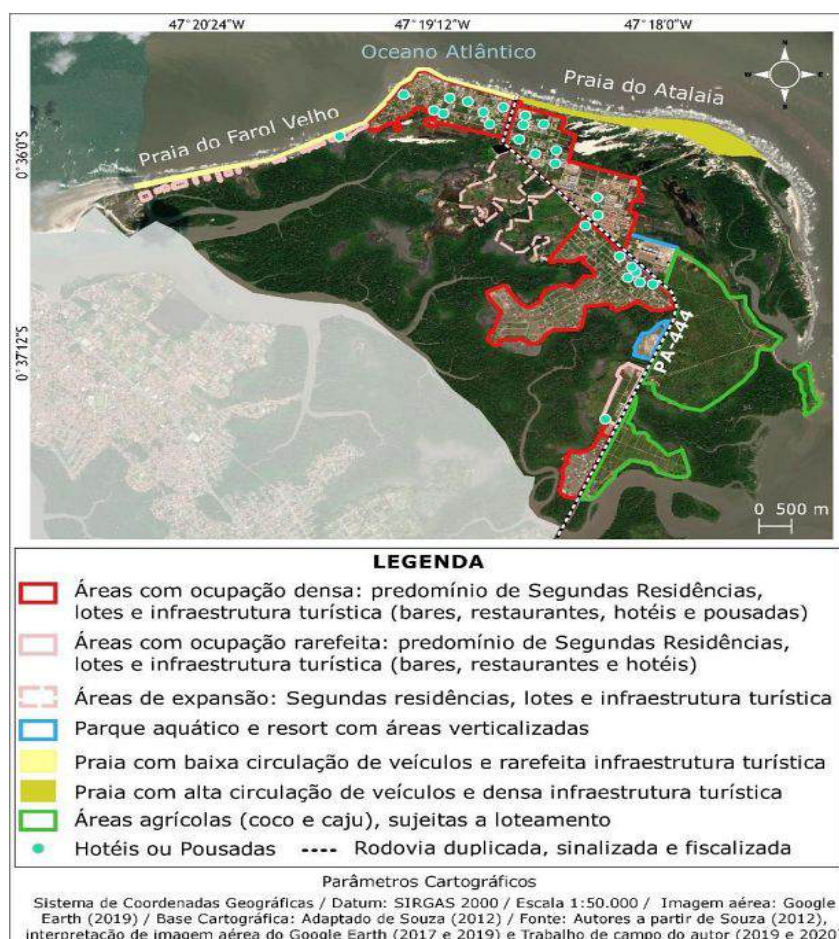 47°20'24"W 47°19'12"W 47°18'0"W
Oceano Atlântico
Praia do Atalaia
Praia do Farol Velho
N
W E
S
0°36'0"S
0°37'12"S
PA-444
0 500 m
LEGENDA
Áreas com ocupação densa: predomínio de Segundas Residências,
lotes e infraestrutura turística (bares, restaurantes, hotéis e pousadas)
Áreas com ocupação rarefeita: predomínio de Segundas Residências,
lotes e infraestrutura turística (bares, restaurantes e hotéis)
Áreas de expansão: Segundas residências, lotes e infraestrutura turística
Parque aquático e resort com áreas verticalizadas
Praia com baixa circulação de veículos e rarefeita infraestrutura turística
Praia com alta circulação de veículos e densa infraestrutura turística
Áreas agrícolas (coco e caju), sujeitas a loteamento
Hotéis ou Pousadas ---- Rodovia duplicada, sinalizada e fiscalizada
Parâmetros Cartográficos
Sistema de Coordenadas Geográficas / Datum: SIRGAS 2000 / Escala 1:50.000 / Imagem aérea: Google
Earth (2019) / Base Cartográfica: Adaptado de Souza (2012) / Fonte: Autores a partir de Souza (2012),
interpretação de imagem aérea do Google Earth (2017 e 2019) e Trabalho de campo do autor (2019 e 2020)